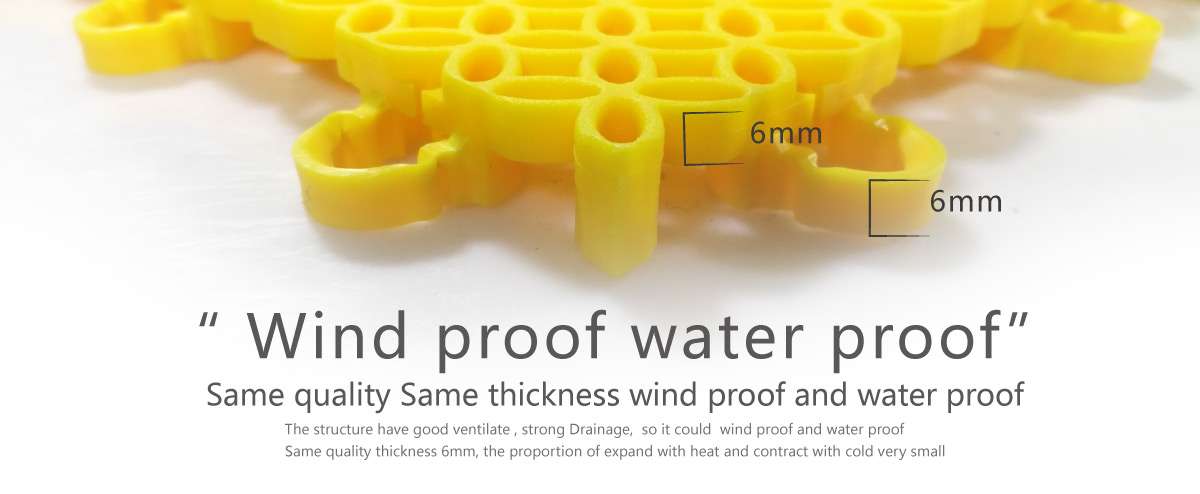 6mm
6mm
“ Wind proof water proof”
Same quality Same thickness wind proof and water proof
The structure have good ventilate , strong Drainage, so it could wind proof and water proof
Same quality thickness 6mm, the proportion of expand with heat and contract with cold very small